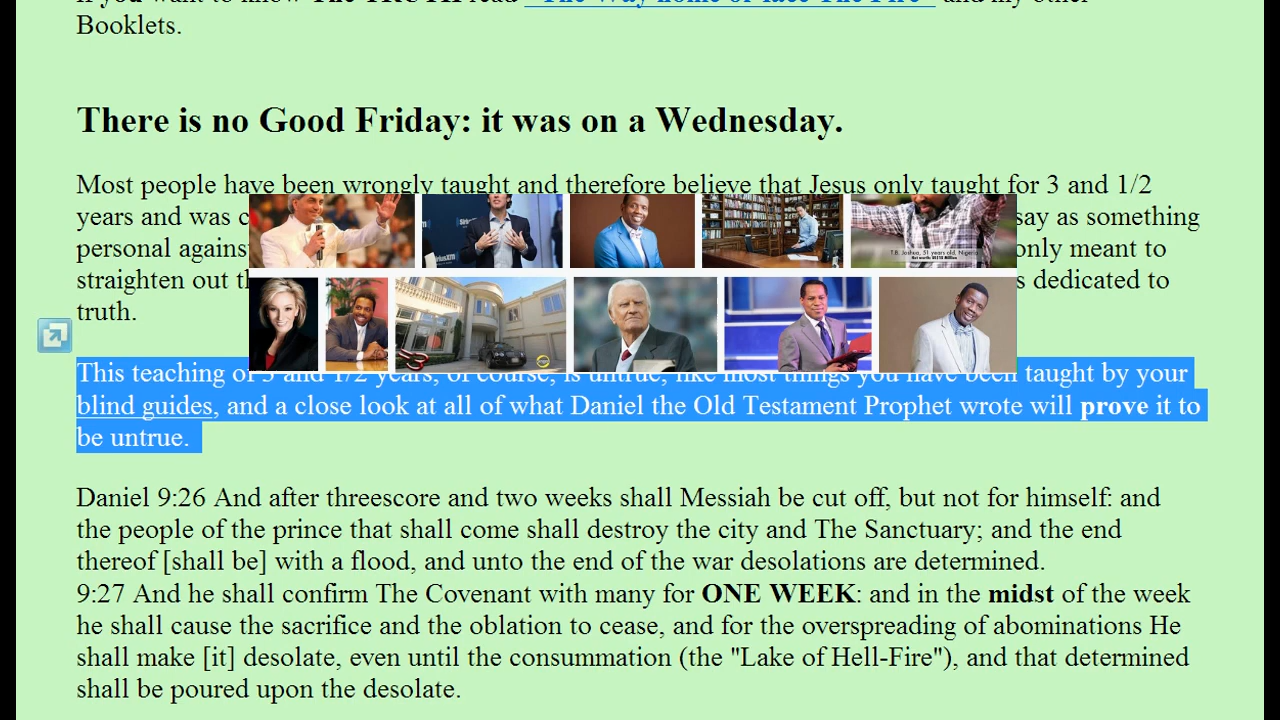 "The Way home or face The Fire" and my other
Booklets.
There is no Good Friday: it was on a Wednesday.
Most people have been wrongly taught and therefore believe that Jesus only taught for 3 and 1/2
years and was say as something
personal agains only meant to
straighten out t s dedicated to
truth.
This teaching of 3 and 1/2 years, of course, is untrue, like most things you have been taught by your
blind guides, and a close look at all of what Daniel the Old Testament Prophet wrote will prove it to
be untrue.
Daniel 9:26 And after threescore and two weeks shall Messiah be cut off, but not for himself: and
the people of the prince that shall come shall destroy the city and The Sanctuary; and the end
thereof [shall be] with a flood, and unto the end of the war desolations are determined.
9:27 And he shall confirm The Covenant with many for ONE WEEK: and in the midst of the week
he shall cause the sacrifice and the oblation to cease, and for the overspreading of abominations He
shall make [it] desolate, even until the consummation (the "Lake of Hell-Fire"), and that determined
shall be poured upon the desolate.